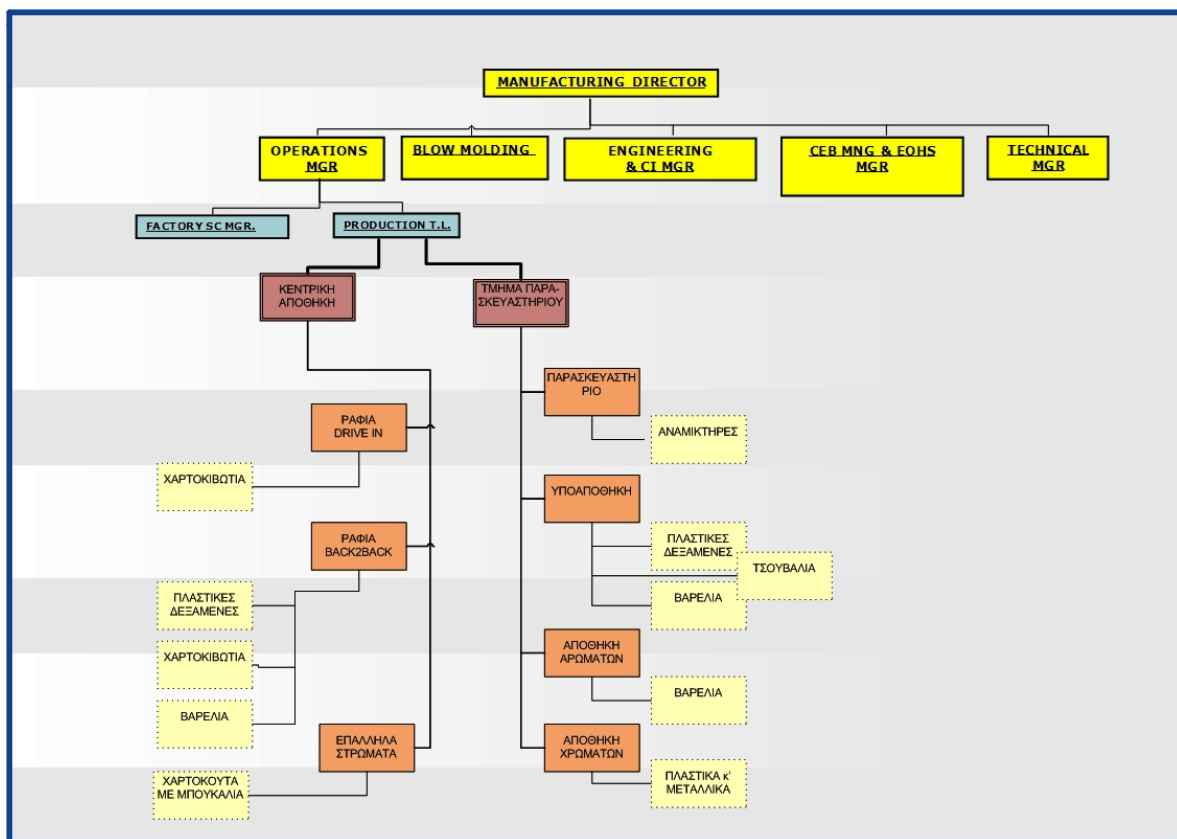 MANUFACTURING DIRECTOR
OPERATIONS
MGR
BLOW MOLDING
ENGINEERING
& CI MGR
CEB MNG & EOHS
MGR
TECHNICAL
MGR
FACTORY SC MGR.
PRODUCTION T.L.
ΚΕΝΤΡΙΚΗ
ΑΠΟΘΗΚΗ
ΤΜΗΜΑ ΠΑΡΑ-
ΣΚΕΥΑΣΤΗΡΙΟΥ
ΡΑΦΙΑ
DRIVE IN
ΧΑΡΤΟΚΙΒΩΤΙΑ
ΡΑΦΙΑ
BACK2BACK
ΠΛΑΣΤΙΚΕΣ
ΔΕΞΑΜΕΝΕΣ
ΧΑΡΤΟΚΙΒΩΤΙΑ
ΒΑΡΕΛΙΑ
ΕΠΑΛΛΗΛΑ
ΣΤΡΩΜΑΤΑ
ΧΑΡΤΟΚΟΥΤΑ
ΜΕ ΜΠΟΥΚΑΛΙΑ
ΠΑΡΑΣΚΕΥΑΣΤΗ
ΡΙΟ
ΑΝΑΜΙΚΤΗΡΕΣ
ΥΠΟΑΠΟΘΗΚΗ
ΠΛΑΣΤΙΚΕΣ
ΔΕΞΑΜΕΝΕΣ
ΤΣΟΥΒΑΛΙΑ
ΒΑΡΕΛΙΑ
ΑΠΟΘΗΚΗ
ΑΡΩΜΑΤΩΝ
ΒΑΡΕΛΙΑ
ΑΠΟΘΗΚΗ
ΧΡΩΜΑΤΩΝ
ΠΛΑΣΤΙΚΑ κ'
ΜΕΤΑΛΛΙΚΑ